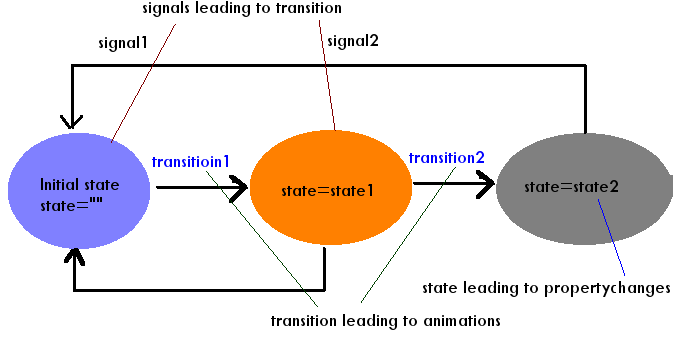 signals leading to transition
signal1
signal2
transitioin1
transition2
Initial state
state=""
state=state1
state=state2
state leading to propertychanges
transition leading to animations